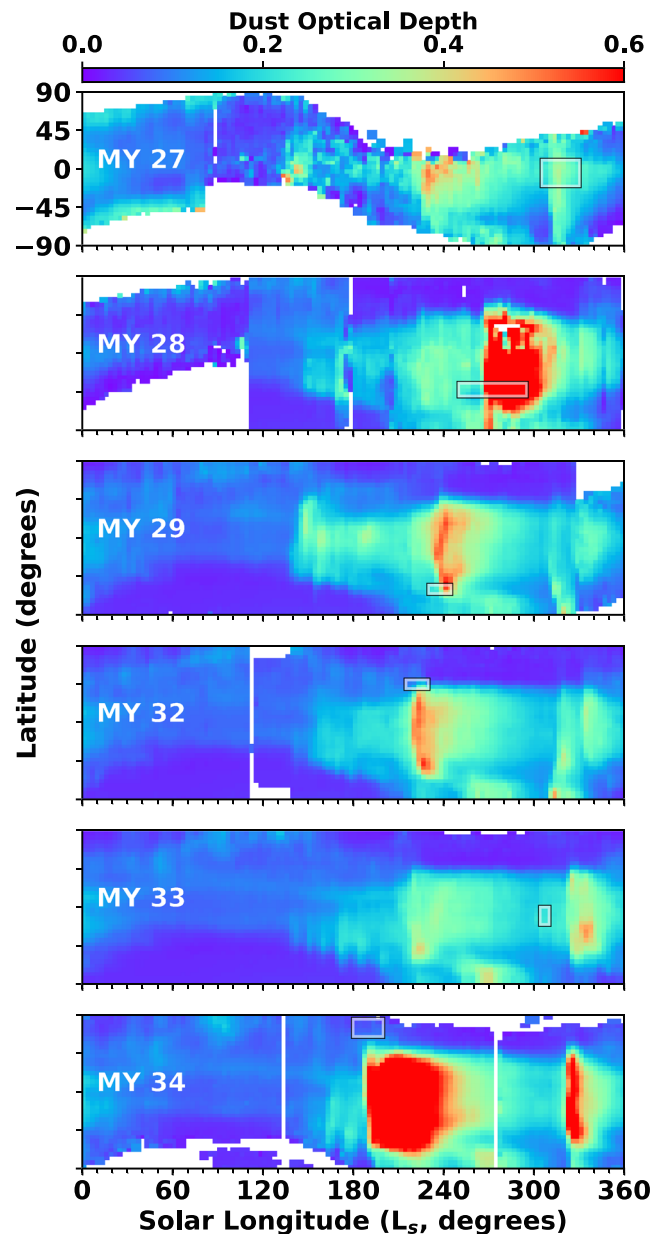 Dust Optical Depth
0.0 0.2 0.4 0.6
90
45
0
−45
−90
MY 27
MY 28
MY 29
MY 32
MY 33
MY 34
Latitude (degrees)
0 60 120 180 240 300 360
Solar Longitude (Ls, degrees)